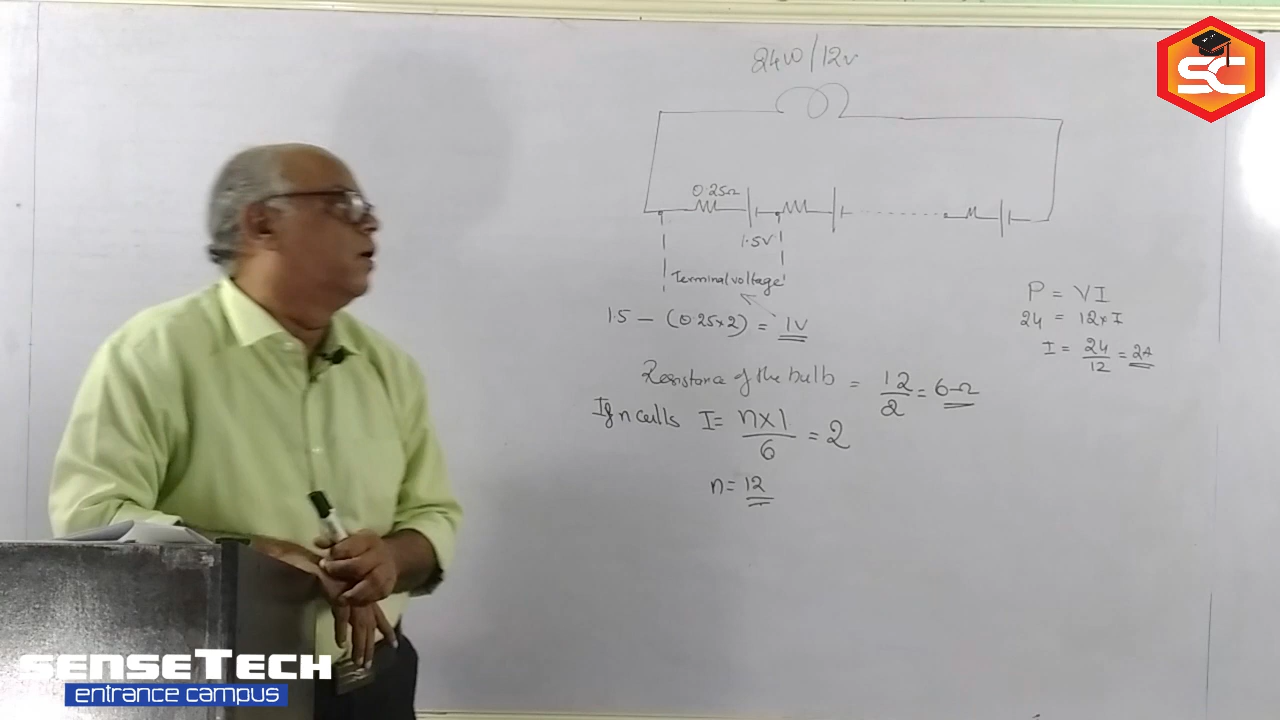 SC
24W/12v
0.25Ω
1.5V
Terminal voltage
1.5 – (0.25×2) = 1V
P = VI
24 = 12×I
I = 24/12 = 2A
Resistance of the bulb = 12/2 = 6Ω
If n cells I = n×1/6 = 2
n = 12
SENSETECH
entrance campus